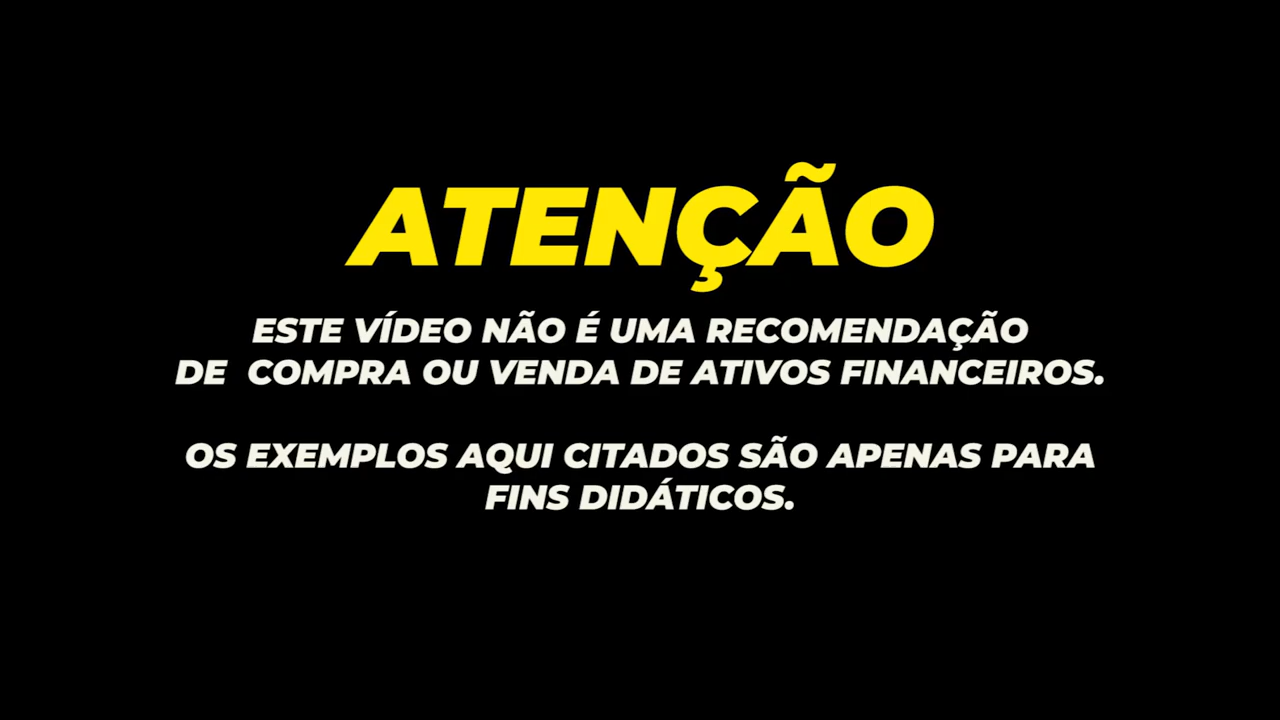 ATENÇÃO
ESTE VÍDEO NÃO É UMA RECOMENDAÇÃO
DE COMPRA OU VENDA DE ATIVOS FINANCEIROS.
OS EXEMPLOS AQUI CITADOS SÃO APENAS PARA
FINS DIDÁTICOS.